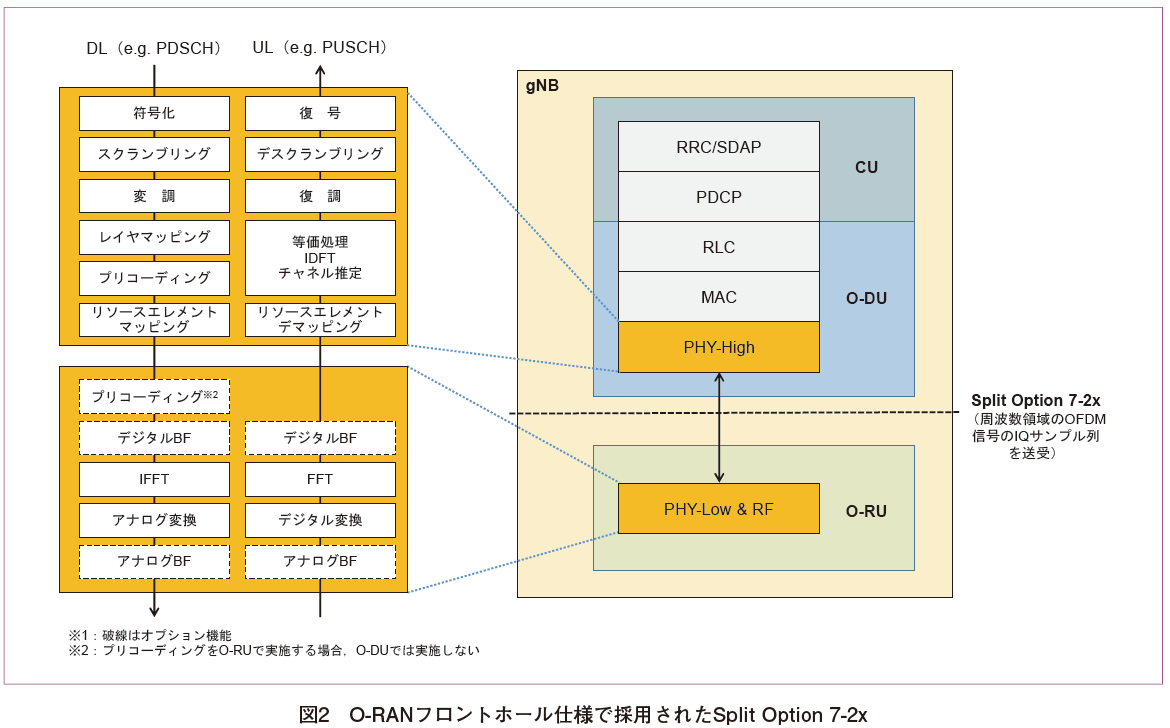 DL（e.g. PDSCH）
UL（e.g. PUSCH）
符号化
スクランブリング
変　調
レイヤマッピング
プリコーディング
リソースエレメント
マッピング
復　号
デスクランブリング
復　調
等価処理
IDFT
チャネル推定
リソースエレメント
デマッピング
プリコーディング※2
デジタルBF
IFFT
アナログ変換
アナログBF
デジタルBF
FFT
デジタル変換
アナログBF
※1：破線はオプション機能
※2：プリコーディングをO-RUで実施する場合，O-DUでは実施しない
gNB
RRC/SDAP
PDCP
CU
RLC
MAC
O-DU
PHY-High
Split Option 7-2x
（周波数領域のOFDM
信号のIQサンプル列
を送受）
PHY-Low & RF
O-RU
図2　O-RANフロントホール仕様で採用されたSplit Option 7-2x